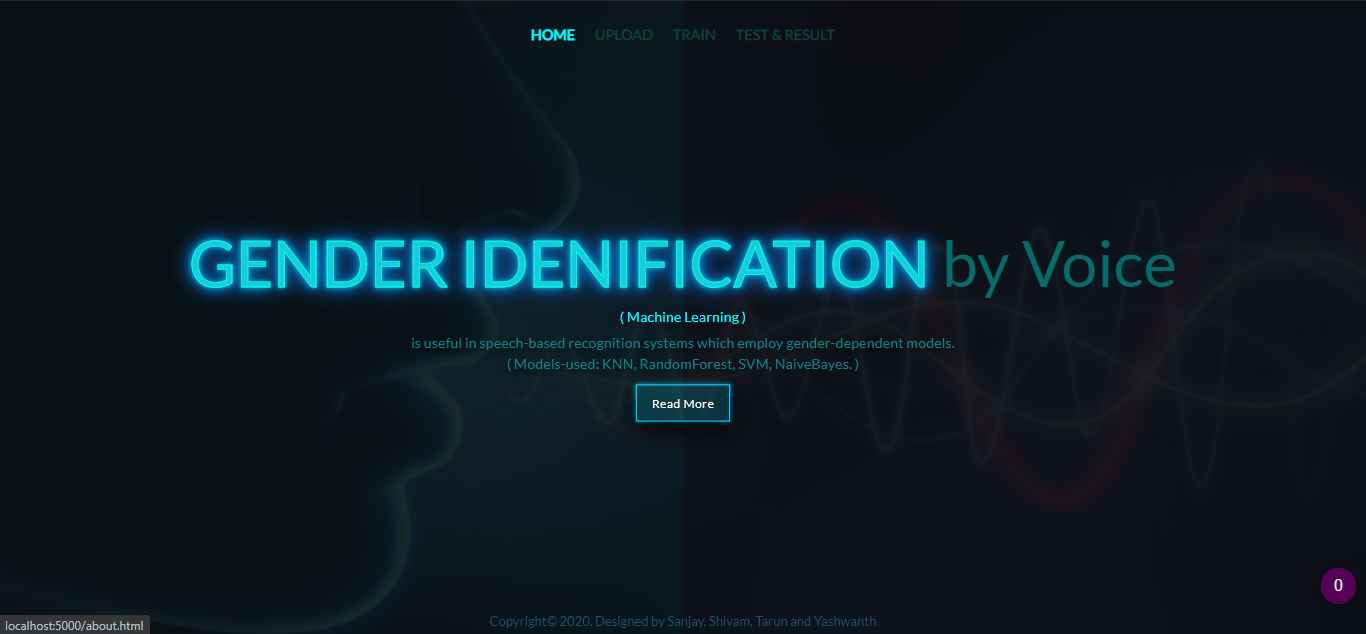 HOME UPLOAD TRAIN TEST & RESULT
GENDER IDENIFICATION by Voice
( Machine Learning )
is useful in speech-based recognition systems which employ gender-dependent models.
( Models-used: KNN, RandomForest, SVM, NaiveBayes. )
Read More
0
Copyright© 2020. Designed by Sanjay, Shivam, Tarun and Yashwanth
localhost:5000/about.html